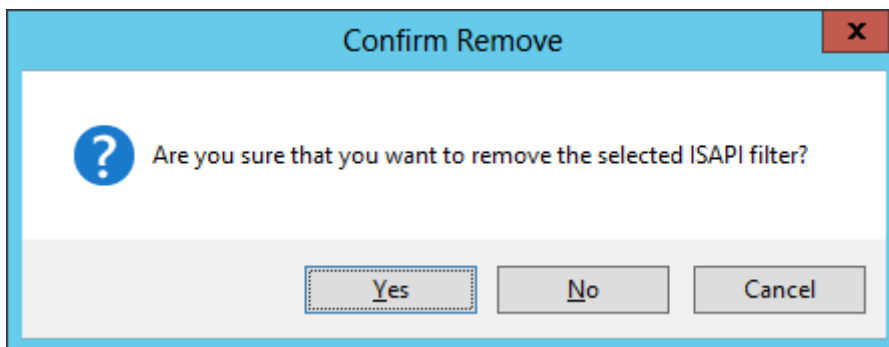 Confirm Remove
x
?
Are you sure that you want to remove the selected ISAPI filter?
Yes No Cancel